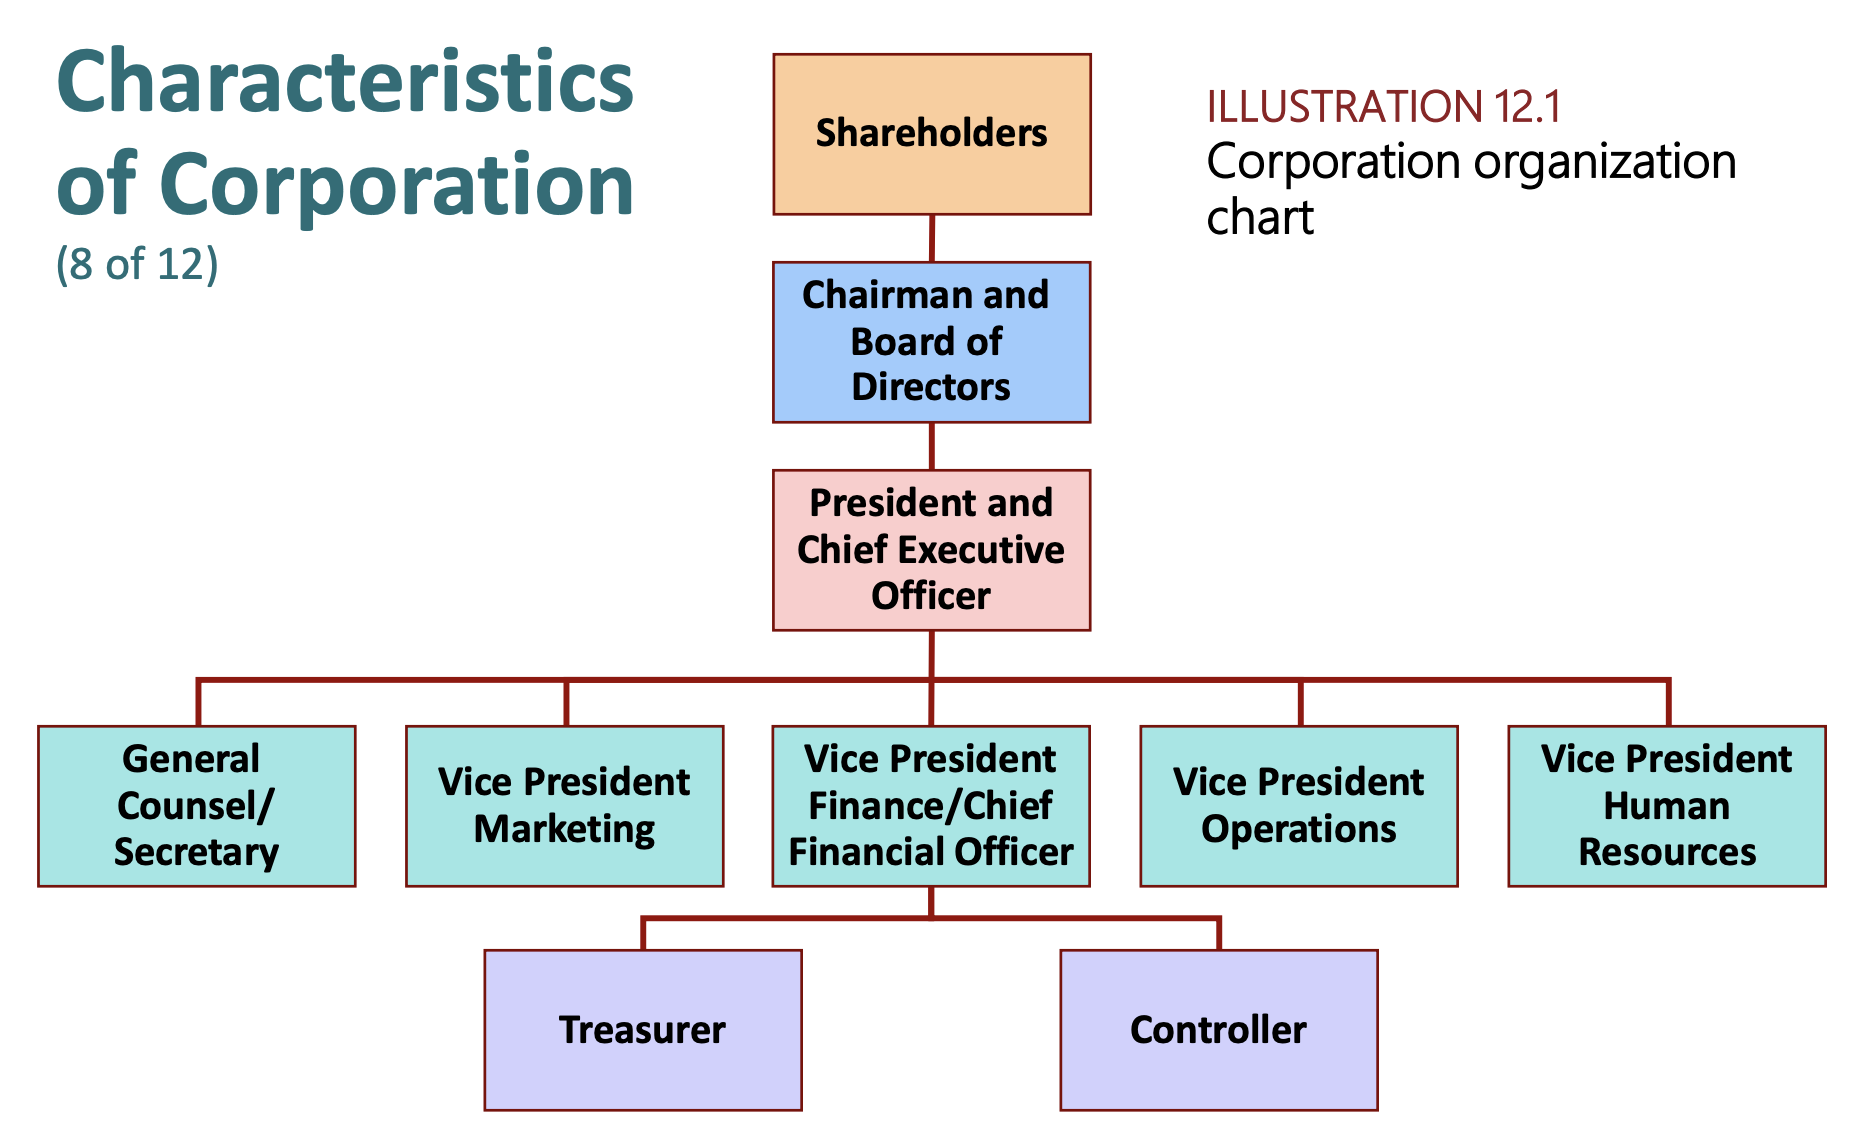 Characteristics
of Corporation
(8 of 12)
ILLUSTRATION 12.1
Corporation organization
chart
Shareholders
Chairman and
Board of
Directors
President and
Chief Executive
Officer
General
Counsel/
Secretary
Vice President
Marketing
Vice President
Finance/Chief
Financial Officer
Vice President
Operations
Vice President
Human
Resources
Treasurer
Controller